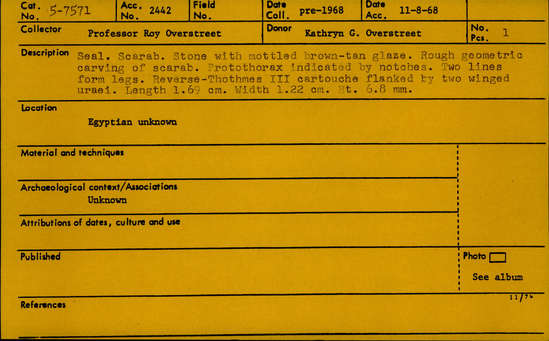 Cat. No. 5-7571 Acc. No. 2442 Field No. Date Coll. pre-1968 Date Acc. 11-8-68
Collector Professor Roy Overstreet Donor Kathryn G. Overstreet No. Pcs. 1
Description Seal. Scarab. Stone with mottled brown-tan glaze. Rough geometric
carving of scarab. Protothorax indicated by notches. Two lines
form legs. Reverse-Thothmes III cartouche flanked by two winged
uraei. Length 1.69 cm. Width 1.22 cm. Ht. 6.8 mm.
Location
Egyptian unknown
Material and techniques
Archaeological context/Associations
Unknown
Attributions of dates, culture and use
Published
Photo
See album
References
11/74